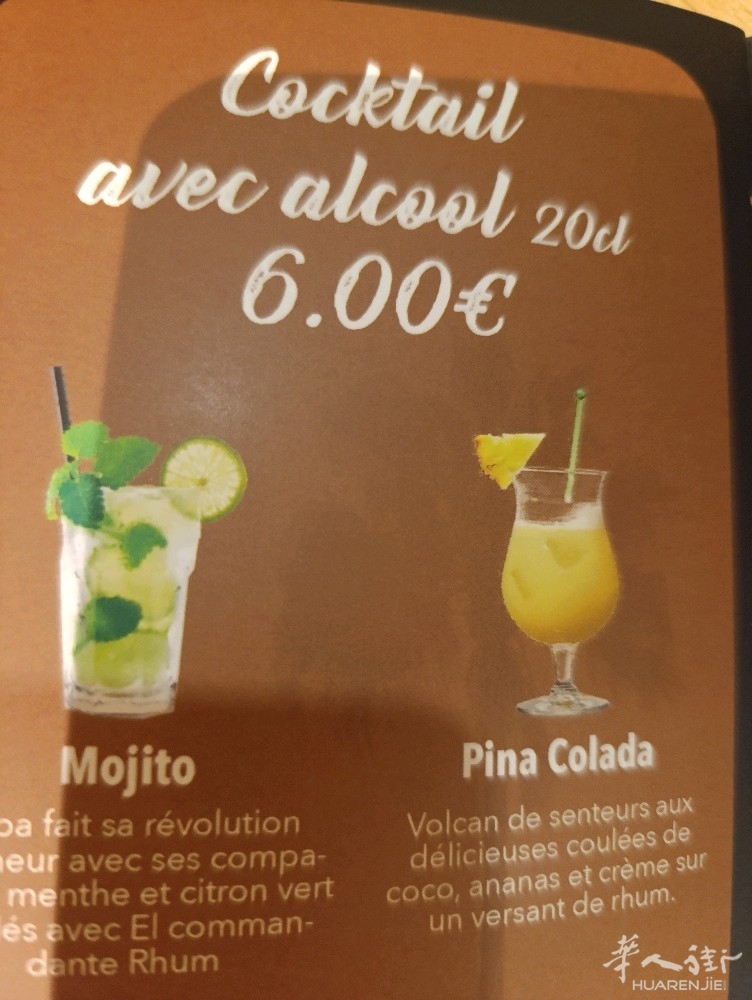 Cocktail
avec alcool 20cl
6.00€
Mojito
fait sa révolution
avec ses compa-
menthe et citron vert
avec El comman-
dante Rhum
Pina Colada
Volcan de senteurs aux
délicieuses coulées de
coco, ananas et crème sur
un versant de rhum.
華人街
HUARENJIE